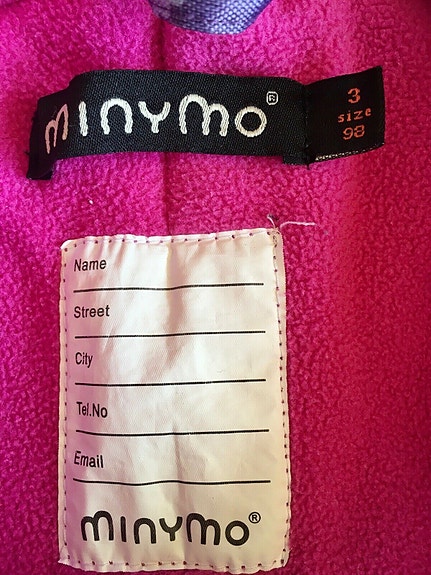 minymo®
3
size
98
Name
Street
City
Tel.No
Email
minymo®